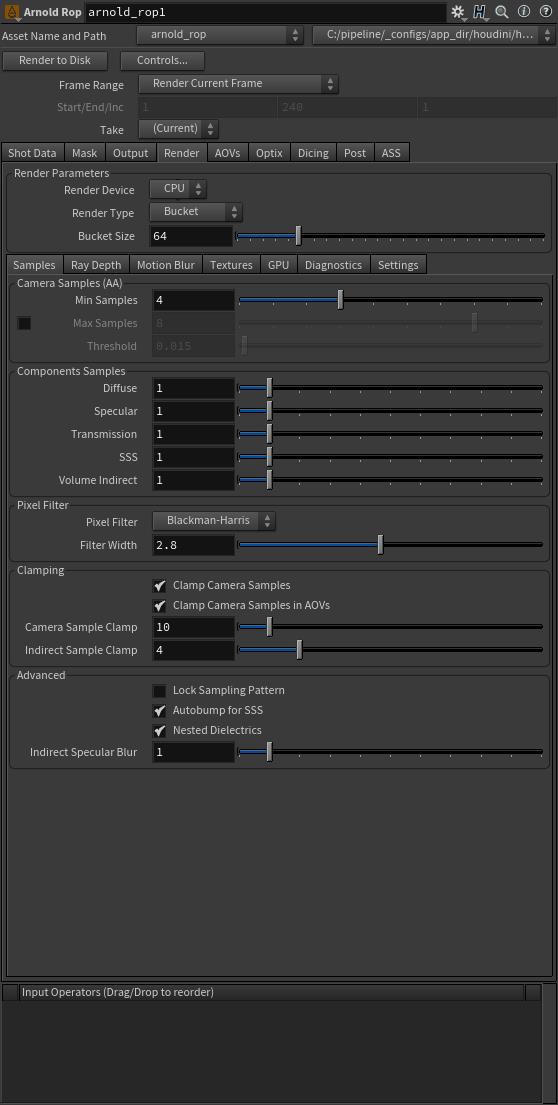 Arnold Rop arnold_rop1
Asset Name and Path arnold_rop C:/pipeline/_configs/app_dir/houdini/h...
Render to Disk Controls...
Frame Range Render Current Frame
Start/End/Inc 1 240 1
Take (Current)
Shot Data Mask Output Render AOVs Optix Dicing Post ASS
Render Parameters
Render Device CPU
Render Type Bucket
Bucket Size 64
Samples Ray Depth Motion Blur Textures GPU Diagnostics Settings
Camera Samples (AA)
Min Samples 4
Max Samples 8
Threshold 0.015
Components Samples
Diffuse 1
Specular 1
Transmission 1
SSS 1
Volume Indirect 1
Pixel Filter
Pixel Filter Blackman-Harris
Filter Width 2.8
Clamping
Clamp Camera Samples
Clamp Camera Samples in AOVs
Camera Sample Clamp 10
Indirect Sample Clamp 4
Advanced
Lock Sampling Pattern
Autobump for SSS
Nested Dielectrics
Indirect Specular Blur 1
Input Operators (Drag/Drop to reorder)